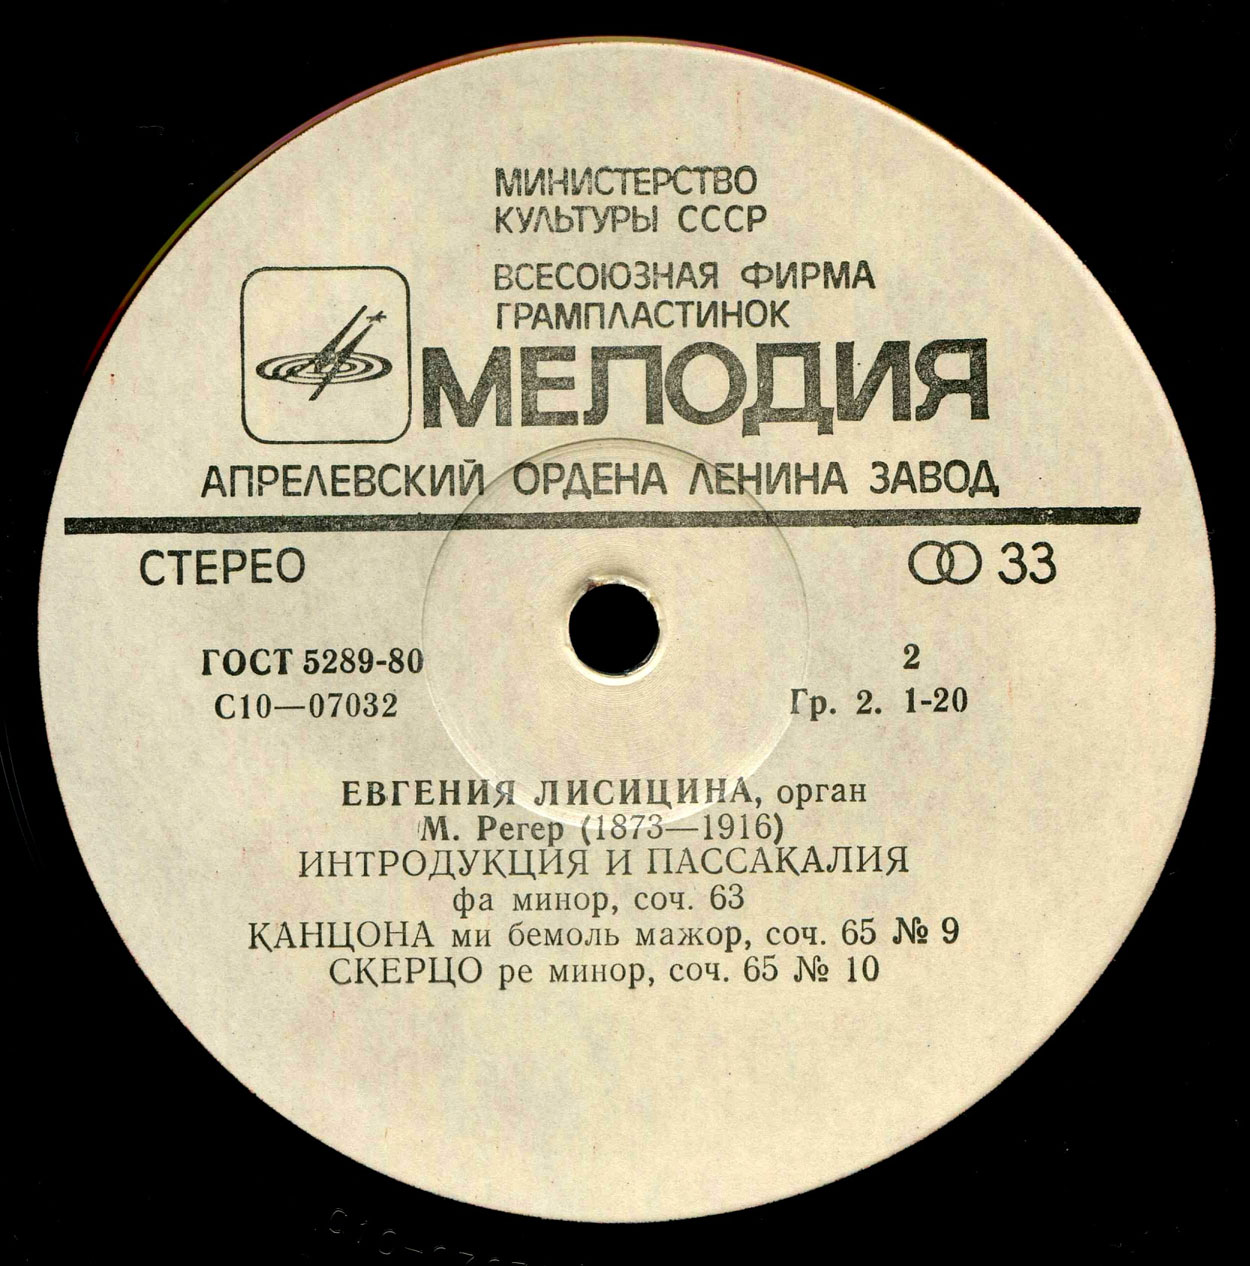 МИНИСТЕРСТВО
КУЛЬТУРЫ СССР
ВСЕСОЮЗНАЯ ФИРМА
ГРАМПЛАСТИНОК
МЕЛОДИЯ
АПРЕЛЕВСКИЙ ОРДЕНА ЛЕНИНА ЗАВОД
СТЕРЕО
33
ГОСТ 5289-80
2
С10—07032
Гр. 2. 1-20
ЕВГЕНИЯ ЛИСИЦИНА, орган
М. Регер (1873—1916)
ИНТРОДУКЦИЯ И ПАССАКАЛИЯ
фа минор, соч. 63
КАНЦОНА ми бемоль мажор, соч. 65 № 9
СКЕРЦО ре минор, соч. 65 № 10